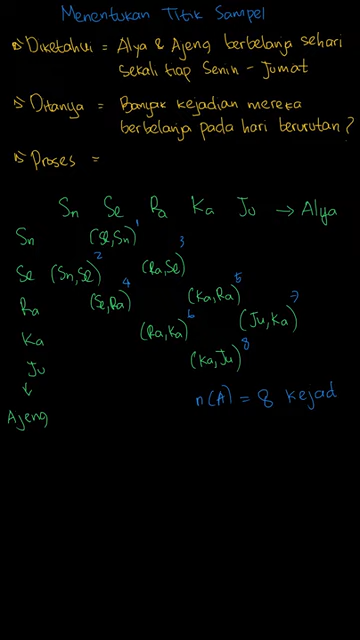 Menentukan Titik Sampel
Diketahui = Alya & Ajeng berbelanja sehari
sekali tiap Senin - Jumat
Ditanya = Banyak kejadian mereka
berbelanja pada hari terurutan?
Proses =
Sn Se Ra Ka Ju → Alya
Sn (Se,Sn) 1
Se (Sn,Se) 2 (Ra,Se) 3
Ra (Se,Ra) 4 (Ka,Ra) 5
Ka (Ra,Ka) 6 (Ju,Ka) 7
Ju (Ka,Ju) 8
↓
Ajeng
n(A) = 8 kejad